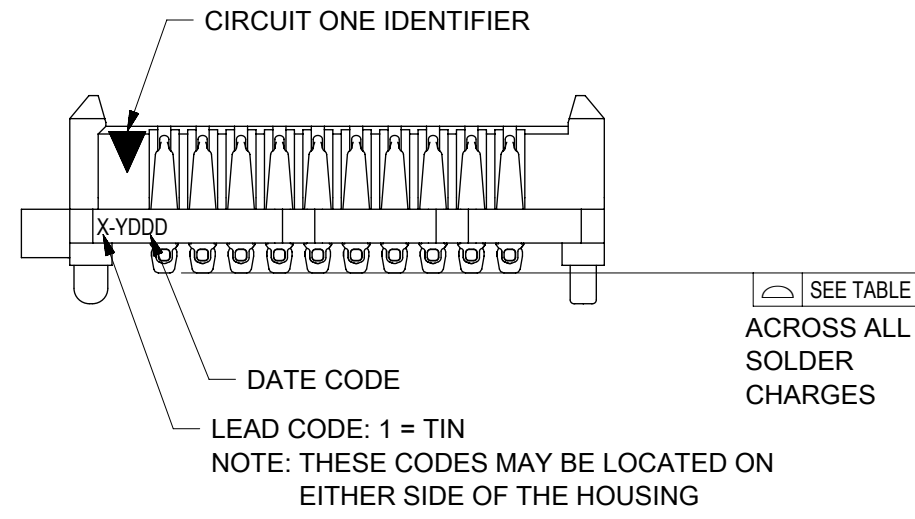 CIRCUIT ONE IDENTIFIER
X-YDDD
SEE TABLE
ACROSS ALL
SOLDER
CHARGES
DATE CODE
LEAD CODE: 1 = TIN
NOTE: THESE CODES MAY BE LOCATED ON
EITHER SIDE OF THE HOUSING